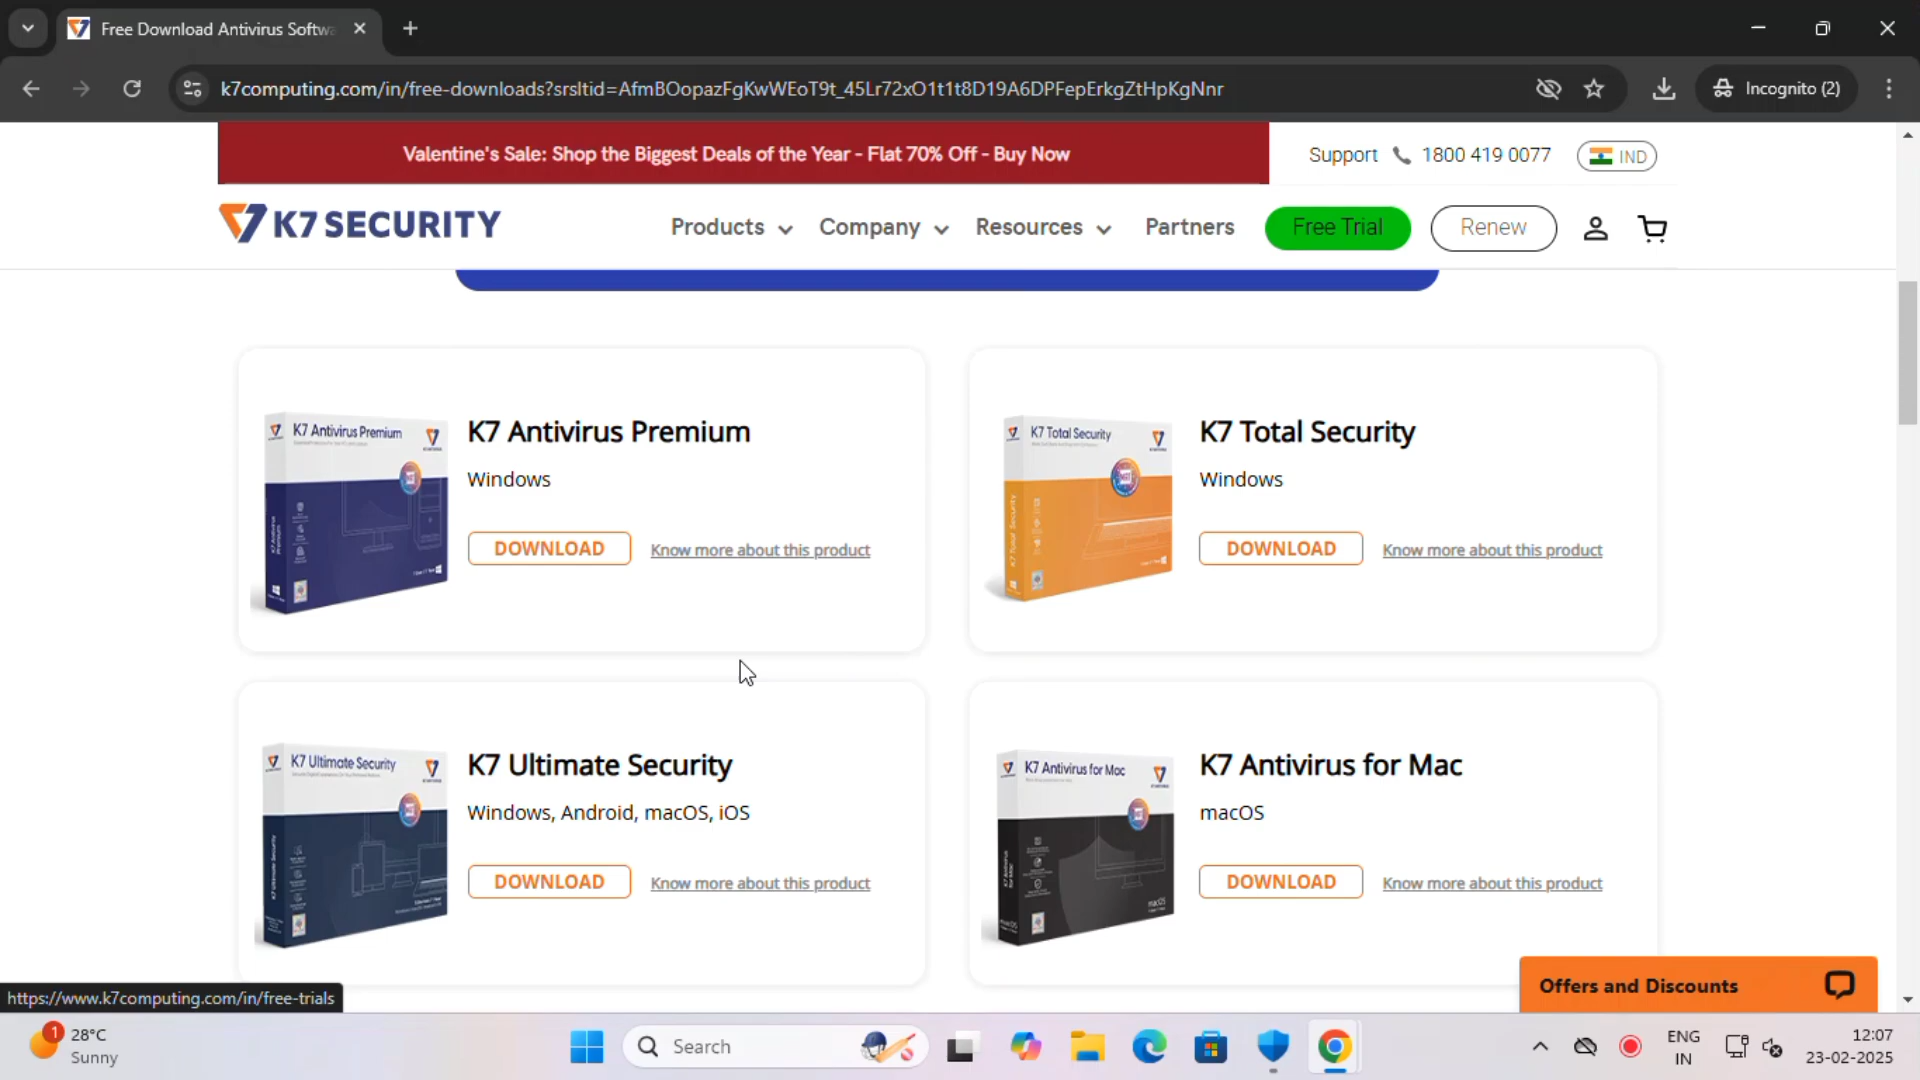 Free Download Antivirus Softwa
k7computing.com/in/free-downloads?srsltid=AfmBOopazFgKwWEoT9t_45Lr72xO1t1t8D19A6DPFepErkgZtHpKgNnr
Incognito (2)
Valentine's Sale: Shop the Biggest Deals of the Year - Flat 70% Off - Buy Now
Support 1800 419 0077 IND
K7 SECURITY
Products Company Resources Partners Free Trial Renew
K7 Antivirus Premium
K7 Antivirus Premium
Windows
DOWNLOAD Know more about this product
K7 Total Security
K7 Total Security
Windows
DOWNLOAD Know more about this product
K7 Ultimate Security
K7 Ultimate Security
Windows, Android, macOS, iOS
DOWNLOAD Know more about this product
K7 Antivirus for Mac
K7 Antivirus for Mac
macOS
DOWNLOAD Know more about this product
Offers and Discounts
https://www.k7computing.com/in/free-trials
1
28°C
Sunny
Search
ENG
IN
12:07
23-02-2025